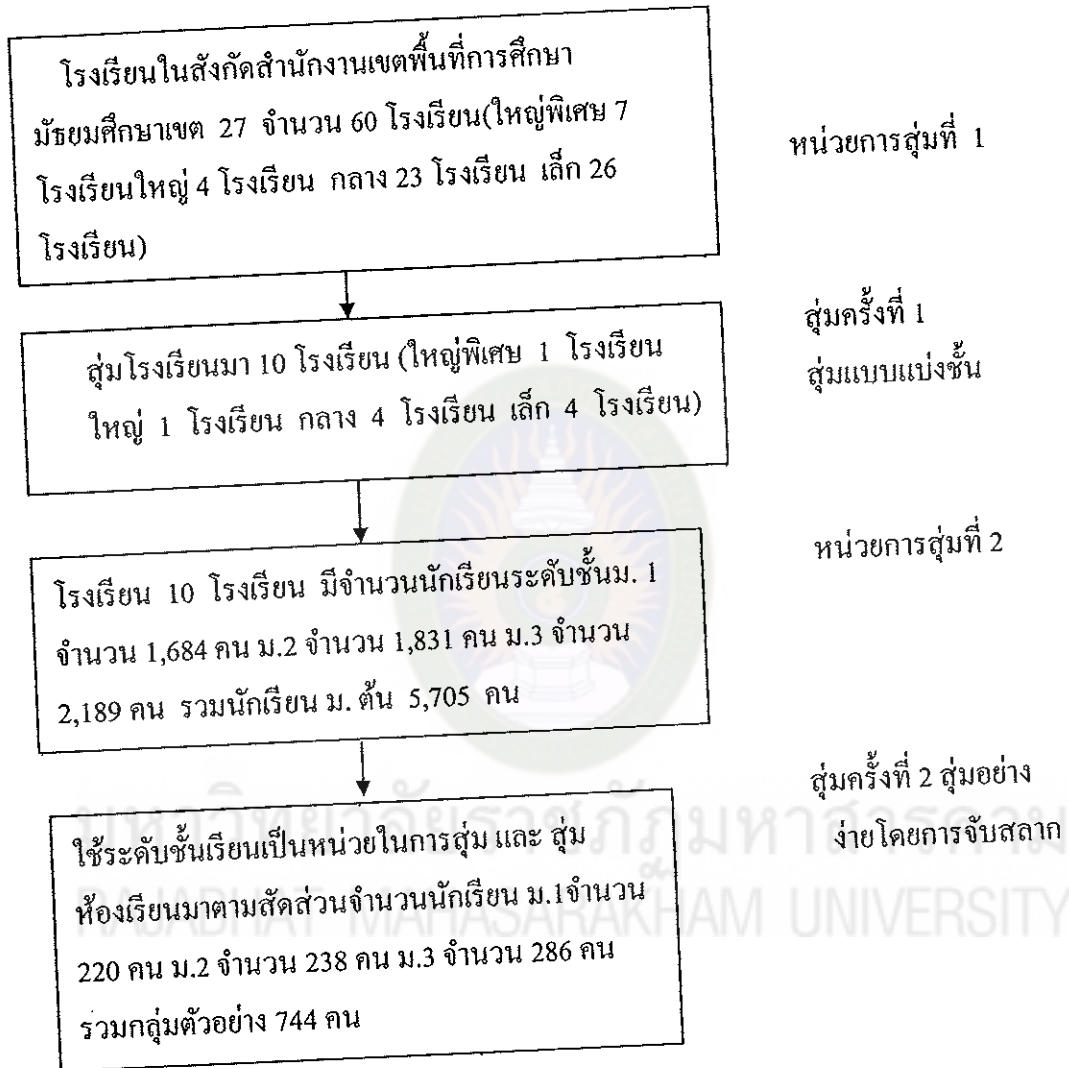 โรงเรียนในสังกัดสำนักงานเขตพื้นที่การศึกษา
มัธยมศึกษาเขต 27 จำนวน 60 โรงเรียน(ใหญ่พิเศษ 7
โรงเรียนใหญ่ 4 โรงเรียน กลาง 23 โรงเรียน เล็ก 26
โรงเรียน)
หน่วยการสุ่มที่ 1
สุ่มครั้งที่ 1
สุ่มแบบแบ่งชั้น
สุ่มโรงเรียนมา 10 โรงเรียน (ใหญ่พิเศษ 1 โรงเรียน
ใหญ่ 1 โรงเรียน กลาง 4 โรงเรียน เล็ก 4 โรงเรียน)
หน่วยการสุ่มที่ 2
โรงเรียน 10 โรงเรียน มีจำนวนนักเรียนระดับชั้นม. 1
จำนวน 1,684 คน ม.2 จำนวน 1,831 คน ม.3 จำนวน
2,189 คน รวมนักเรียน ม. ต้น 5,705 คน
สุ่มครั้งที่ 2 สุ่มอย่าง
ง่ายโดยการจับสลาก
ใช้ระดับชั้นเรียนเป็นหน่วยในการสุ่ม และ สุ่ม
ห้องเรียนมาตามสัดส่วนจำนวนนักเรียน ม.1จำนวน
220 คน ม.2 จำนวน 238 คน ม.3 จำนวน 286 คน
รวมกลุ่มตัวอย่าง 744 คน
มหาวิทยาลัยราชภัฏมหาสารคาม
RAJABHAT MAHASARAKHAM UNIVERSITY